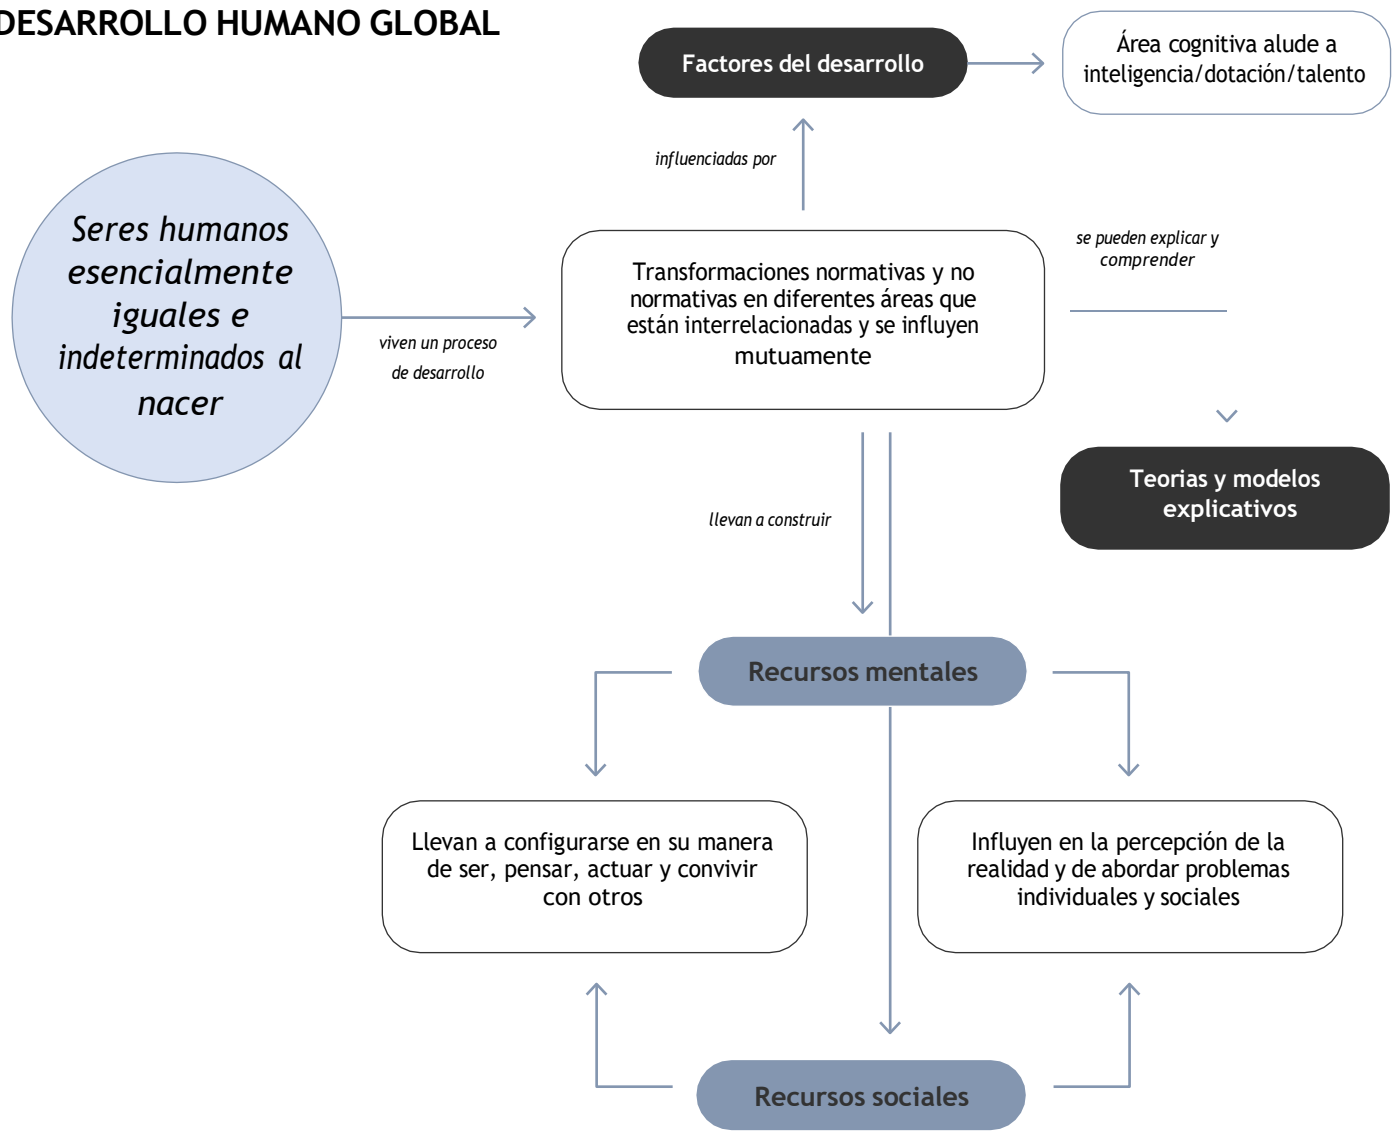 DESARROLLO HUMANO GLOBAL
Factores del desarrollo
Área cognitiva alude a
inteligencia/dotación/talento
influenciadas por
Seres humanos
esencialmente
iguales e
indeterminados al
nacer
viven un proceso
de desarrollo
Transformaciones normativas y no
normativas en diferentes áreas que
están interrelacionadas y se influyen
mutuamente
se pueden explicar y
comprender
Teorias y modelos
explicativos
llevan a construir
Recursos mentales
Llevan a configurarse en su manera
de ser, pensar, actuar y convivir
con otros
Influyen en la percepción de la
realidad y de abordar problemas
individuales y sociales
Recursos sociales